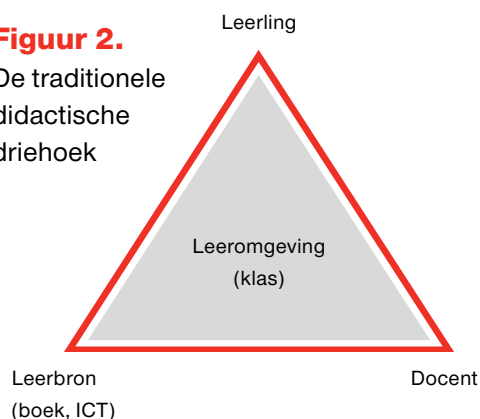 Figuur 2.
De traditionele
didactische
driehoek
Leerling
Leeromgeving
(klas)
Leerbron
(boek, ICT)
Docent